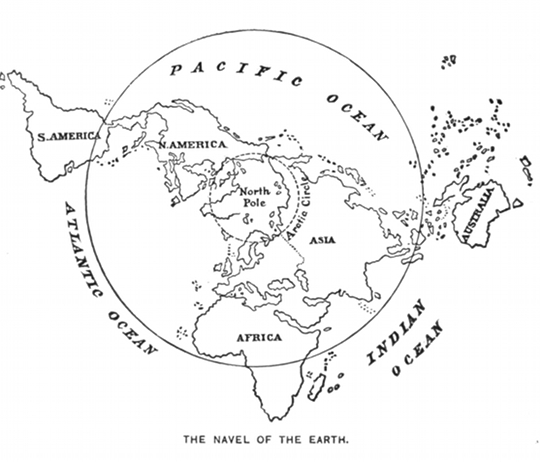 PACIFIC OCEAN
S. AMERICA
N. AMERICA
North
Pole
Arctic Circle
ASIA
AUSTRALIA
ATLANTIC OCEAN
AFRICA
INDIAN
OCEAN
THE NAVEL OF THE EARTH.